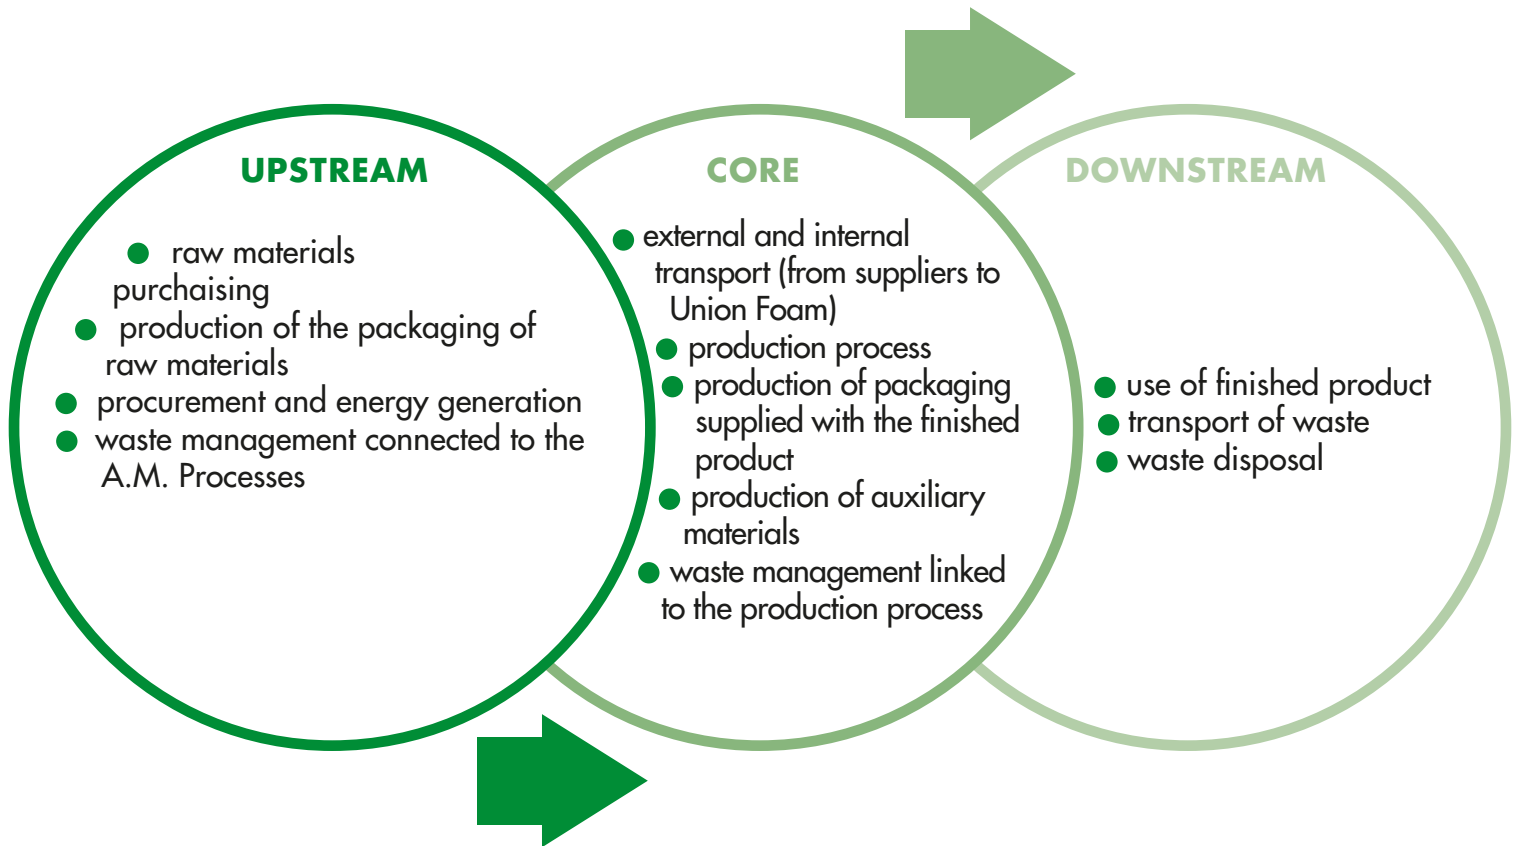 UPSTREAM
● raw materials
purchaising
● production of the packaging of
raw materials
● procurement and energy generation
● waste management connected to the
A.M. Processes
CORE
● external and internal
transport (from suppliers to
Union Foam)
● production process
● production of packaging
supplied with the finished
product
● production of auxiliary
materials
● waste management linked
to the production process
DOWNSTREAM
● use of finished product
● transport of waste
● waste disposal